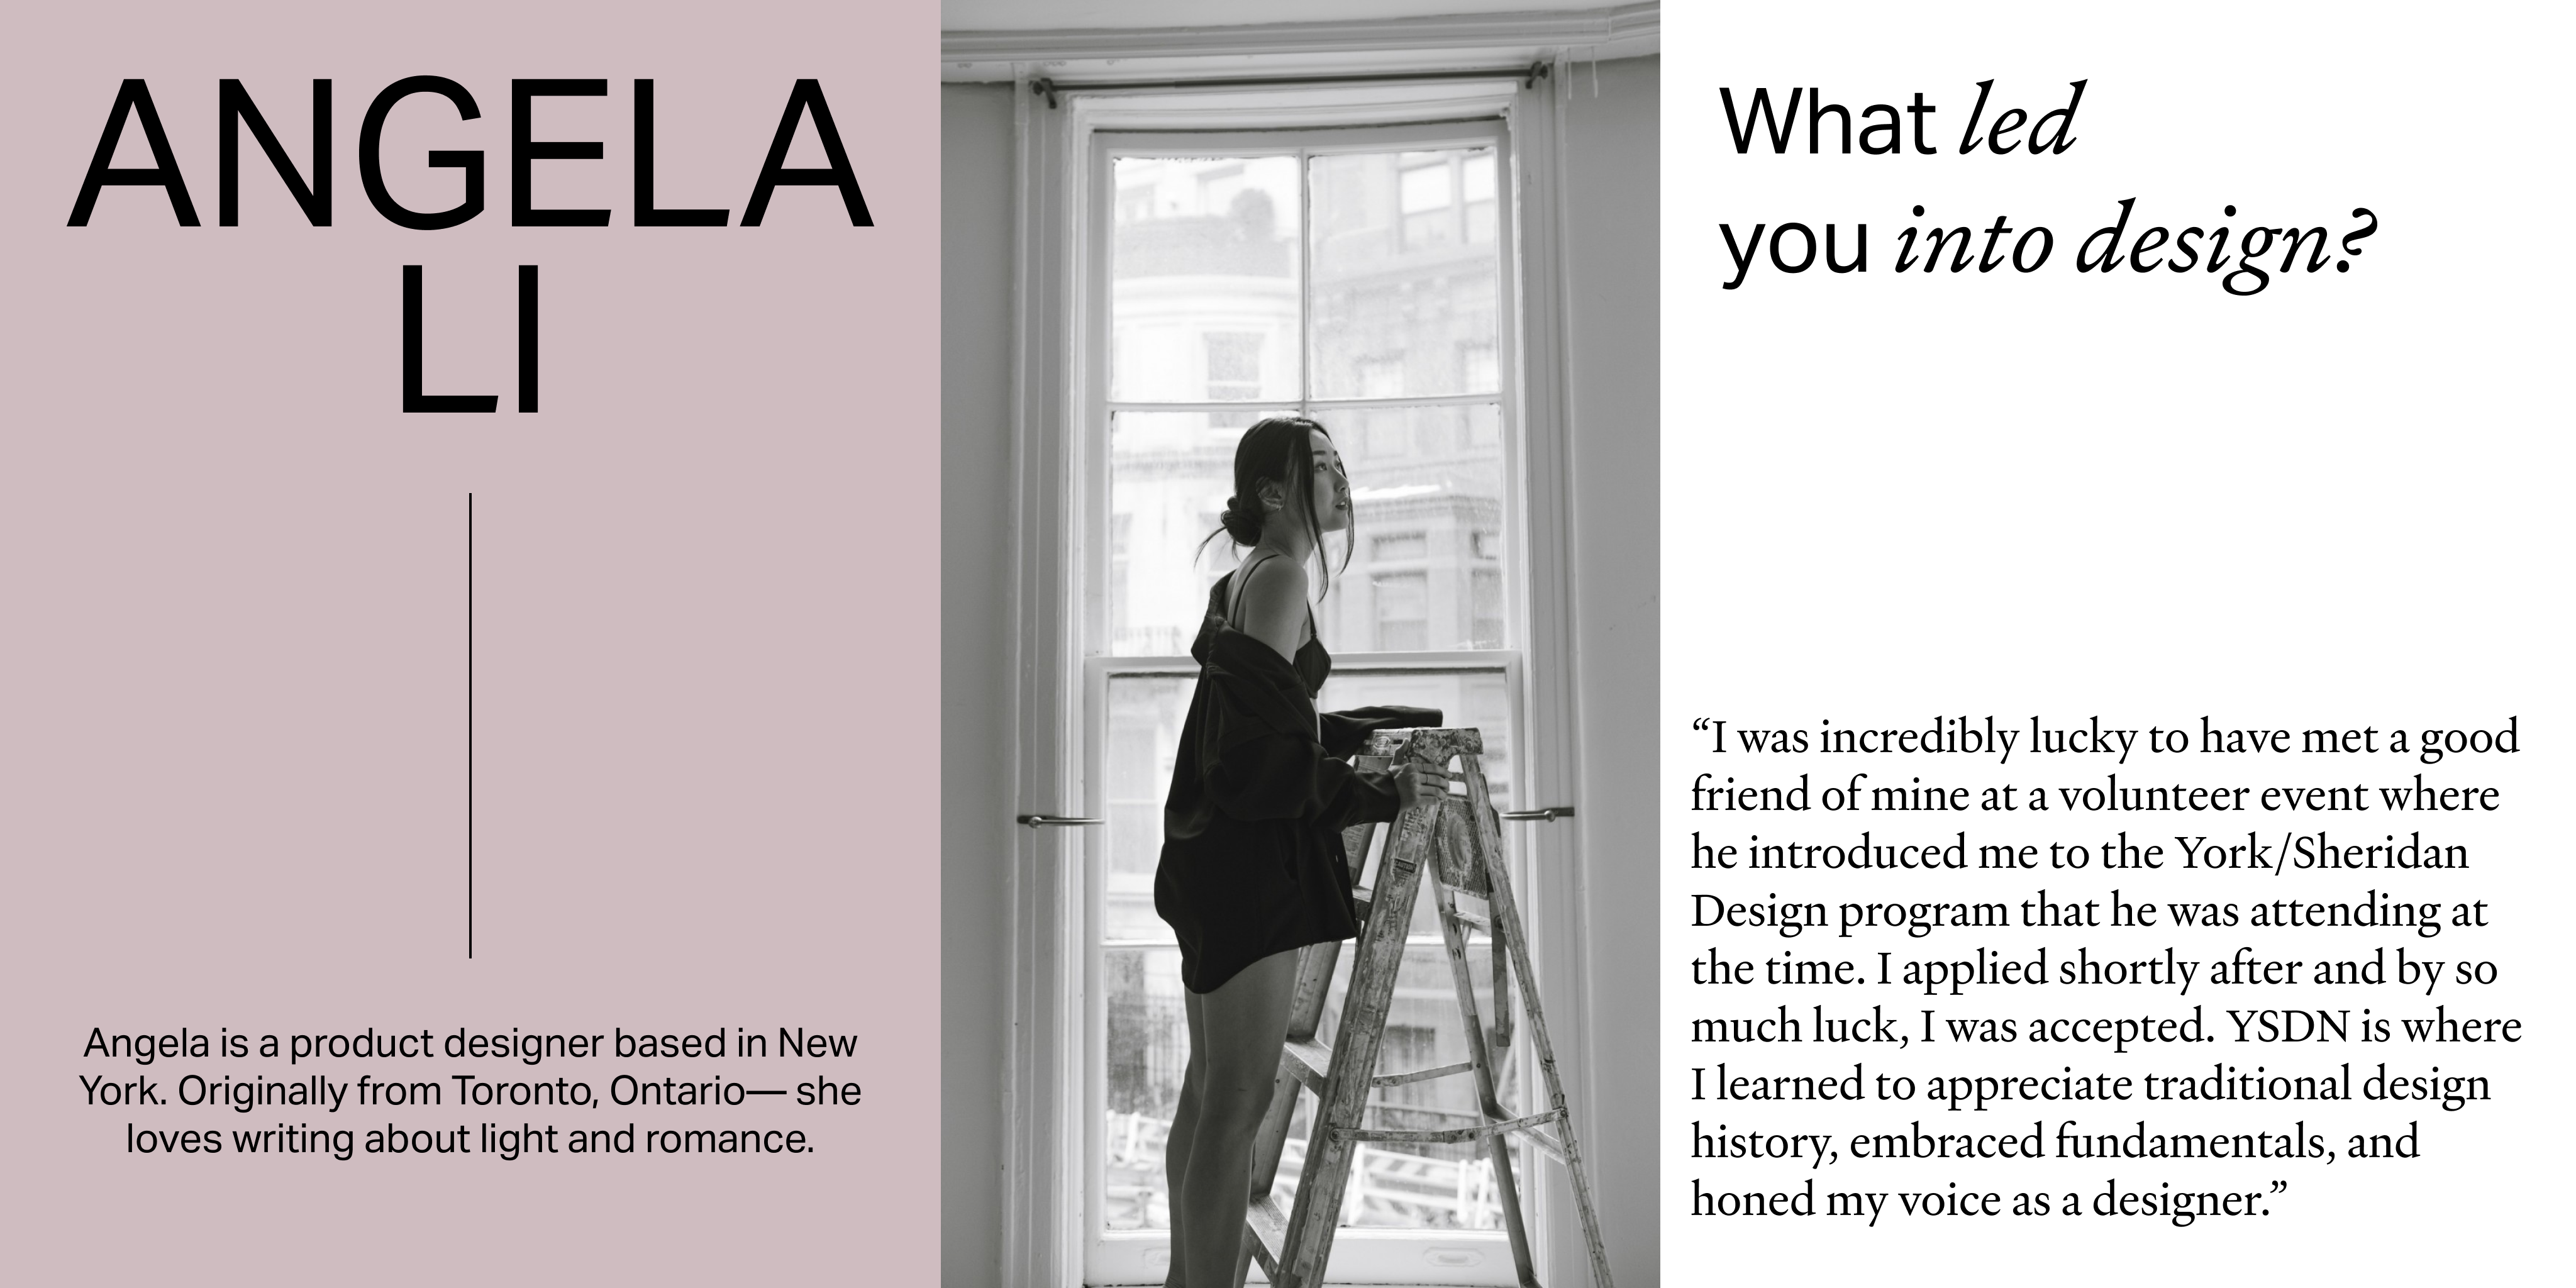 ANGELA
LI
Angela is a product designer based in New
York. Originally from Toronto, Ontario— she
loves writing about light and romance.
What led
you into design?
“I was incredibly lucky to have met a good
friend of mine at a volunteer event where
he introduced me to the York/Sheridan
Design program that he was attending at
the time. I applied shortly after and by so
much luck, I was accepted. YSDN is where
I learned to appreciate traditional design
history, embraced fundamentals, and
honed my voice as a designer.”